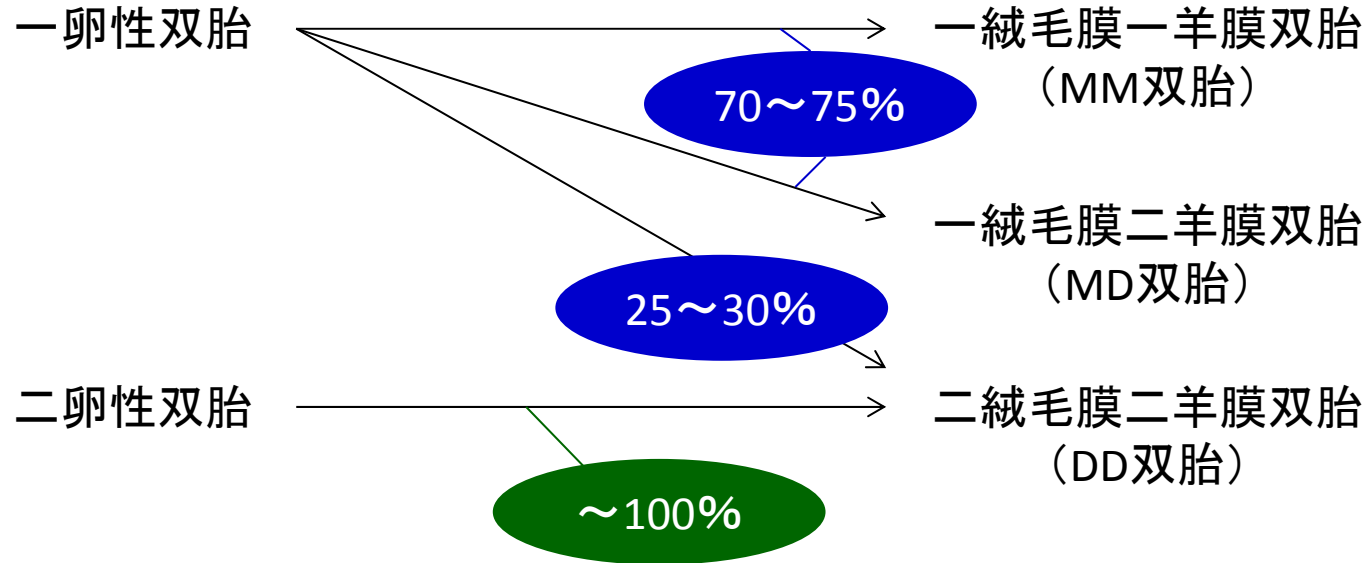 一卵性双胎
一絨毛膜一羊膜双胎
（MM双胎）
70～75%
一絨毛膜二羊膜双胎
（MD双胎）
25～30%
二卵性双胎
二絨毛膜二羊膜双胎
（DD双胎）
～100%